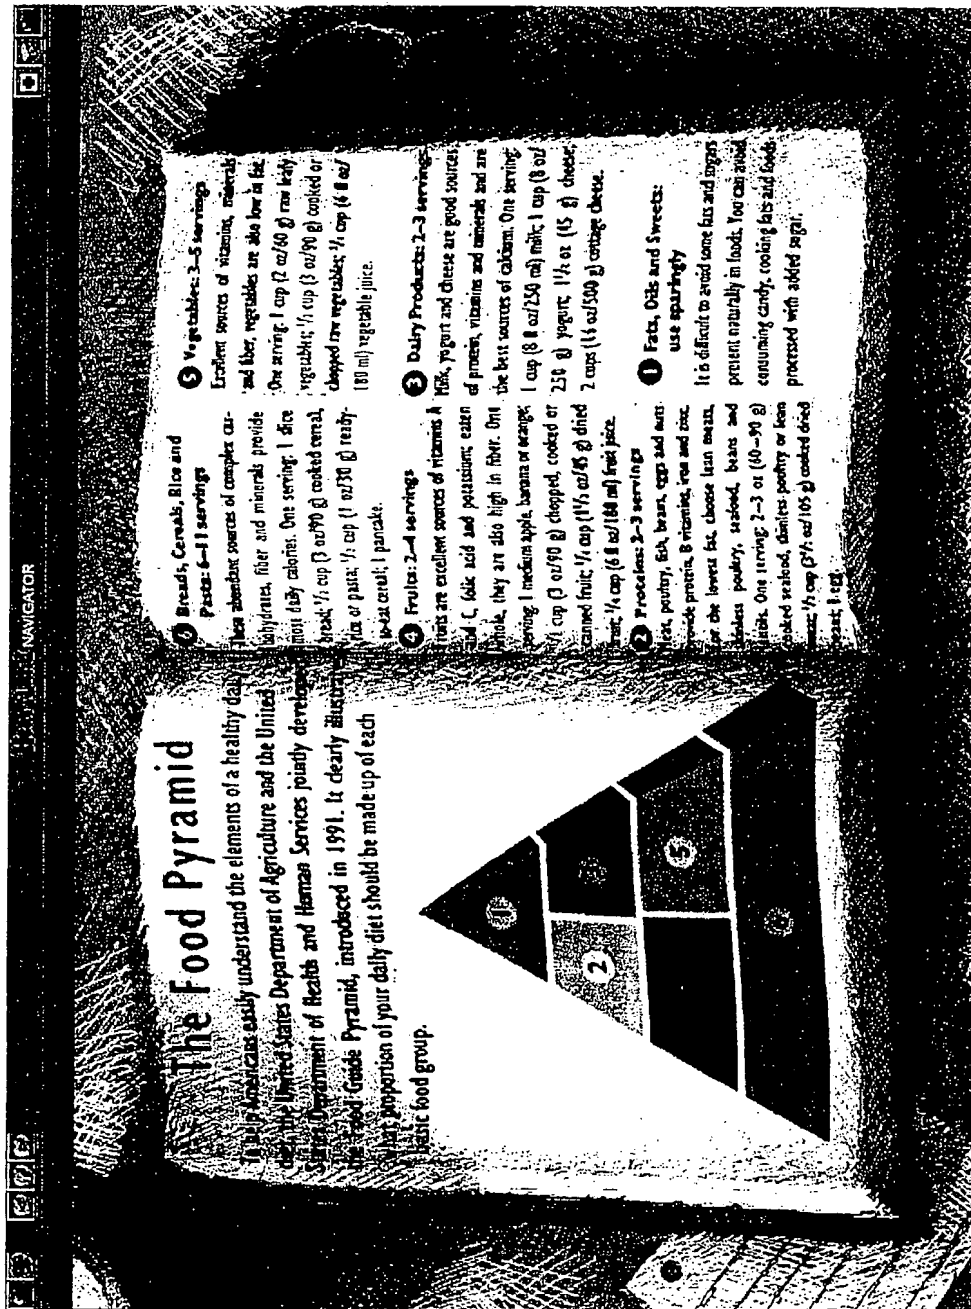 NAVIGATOR
The Food Pyramid
Americans easily understand the elements of a healthy daily
diet, the United States Department of Agriculture and the United
States Department of Health and Human Services jointly developed
the Food Guide Pyramid, introduced in 1991. It clearly illustrates
what proportion of your daily diet should be made up of each
basic food group.
1
2
5
6 Breads, Cereals, Rice and
Pasta: 6–11 servings
These abundant sources of complex car-
bohydrates, fiber and minerals provide
most daily calories. One serving: 1 slice
bread; 1/2 cup (3 oz/90 g) cooked cereal,
rice or pasta; 1/2 cup (1 oz/30 g) ready-
to-eat cereal; 1 pancake.
4 Fruits: 2–4 servings
Fruits are excellent sources of vitamins A
and C, folic acid and potassium; eaten
whole, they are also high in fiber. One
serving: 1 medium apple, banana or orange;
cup (3 oz/90 g) chopped, cooked or
canned fruit; cup (1 1/2 oz/45 g) dried
fruit; 3/4 cup (6 fl oz/180 ml) fruit juice.
2 Proteins: 2–3 servings
Meat, poultry, fish, beans, eggs and nuts
provide protein, B vitamins, iron and zinc.
For the lowest fat, choose lean meats,
skinless poultry, seafood, beans and
lentils. One serving: 2–3 oz (60–90 g)
cooked seafood, skinless poultry or lean
meat; 1/2 cup (3 1/2 oz/105 g) cooked dried
beans; 1 egg.
5 Vegetables: 3–5 servings
Excellent sources of vitamins, minerals
and fiber, vegetables are also low in fat.
One serving: 1 cup (2 oz/60 g) raw leafy
vegetables; 1/2 cup (3 oz/90 g) cooked or
chopped raw vegetables; 3/4 cup (6 fl oz/
180 ml) vegetable juice.
3 Dairy Products: 2–3 servings
Milk, yogurt and cheese are good sources
of protein, vitamins and minerals and are
the best sources of calcium. One serving:
1 cup (8 fl oz/250 ml) milk; 1 cup (8 oz/
250 g) yogurt; 1 1/2 oz (45 g) cheese;
2 cups (16 oz/500 g) cottage cheese.
1 Fats, Oils and Sweets:
use sparingly
It is difficult to avoid some fats and sugars
present naturally in foods. You can avoid
consuming candy, cooking fats and foods
processed with added sugar.